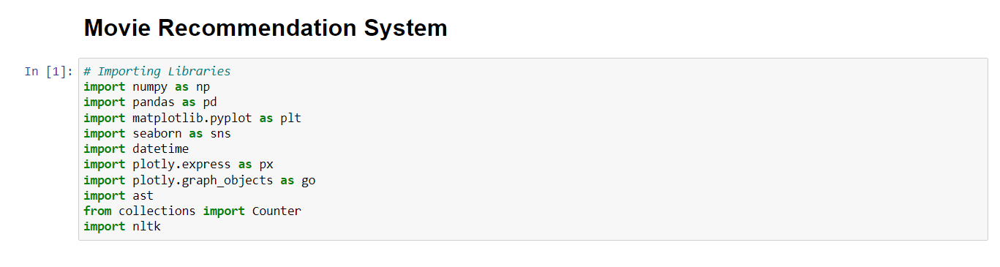 Movie Recommendation System
In [1]: # Importing Libraries
import numpy as np
import pandas as pd
import matplotlib.pyplot as plt
import seaborn as sns
import datetime
import plotly.express as px
import plotly.graph_objects as go
import ast
from collections import Counter
import nltk